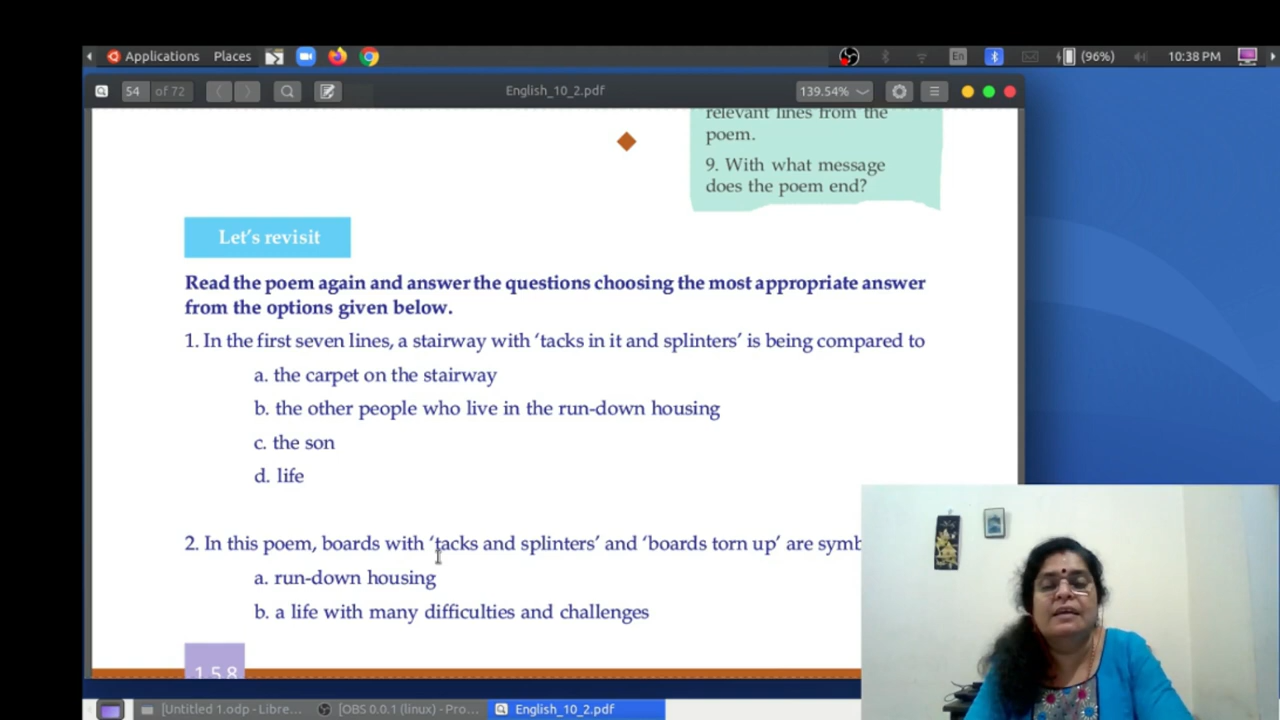 Applications Places En (96%) 10:38 PM
54 of 72 English_10_2.pdf 139.54%
relevant lines from the
poem.
9. With what message
does the poem end?
Let's revisit
Read the poem again and answer the questions choosing the most appropriate answer
from the options given below.
1. In the first seven lines, a stairway with 'tacks in it and splinters' is being compared to
a. the carpet on the stairway
b. the other people who live in the run-down housing
c. the son
d. life
2. In this poem, boards with 'tacks and splinters' and 'boards torn up' are symb
a. run-down housing
b. a life with many difficulties and challenges
158
[Untitled 1.odp - Libre... [OBS 0.0.1 (linux) - Pro... English_10_2.pdf